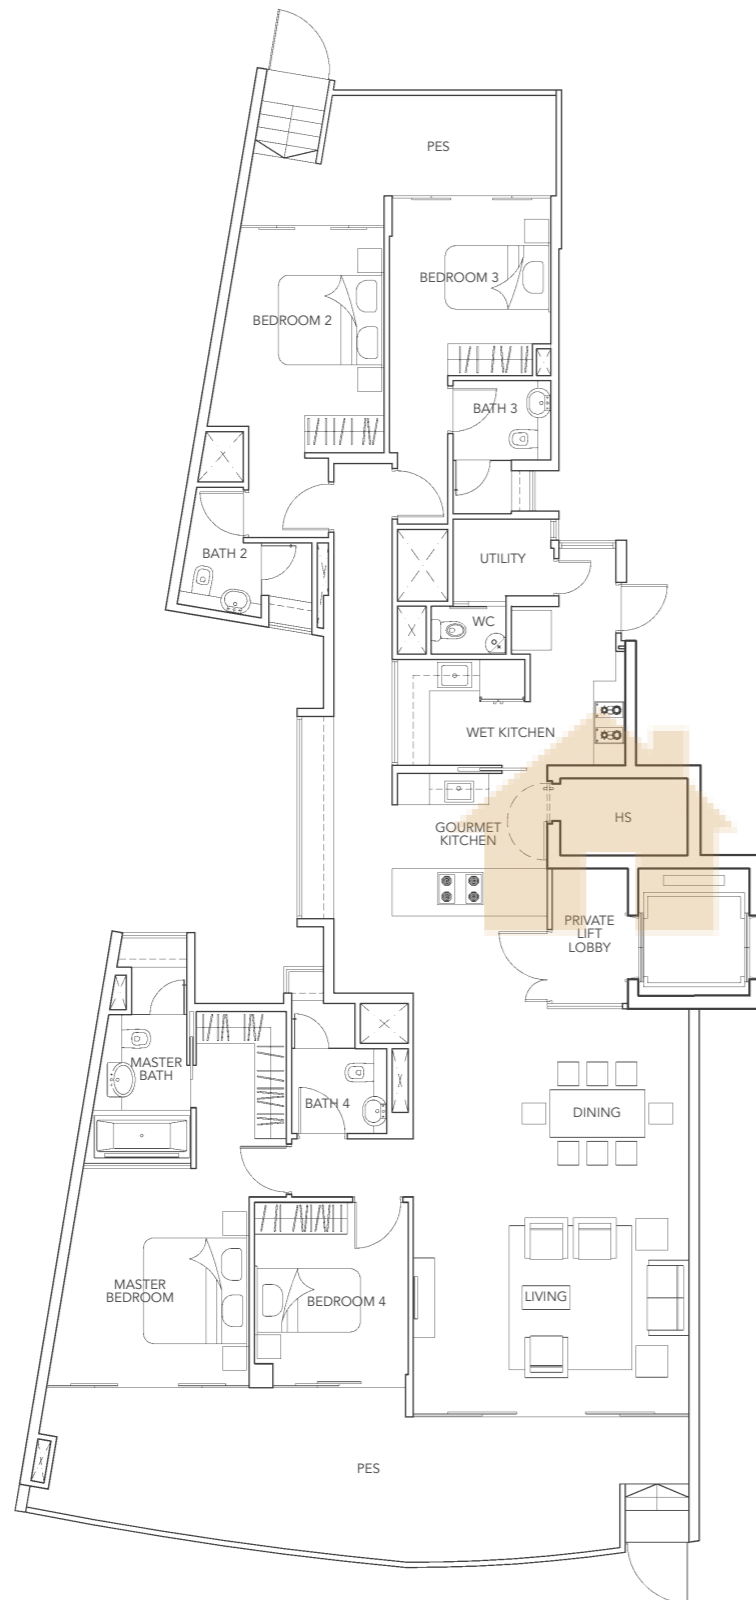 PES
BEDROOM 3
BEDROOM 2
BATH 3
BATH 2
UTILITY
WC
WET KITCHEN
GOURMET
KITCHEN
HS
PRIVATE
LIFT
LOBBY
MASTER
BATH
BATH 4
DINING
MASTER
BEDROOM
BEDROOM 4
LIVING
PES